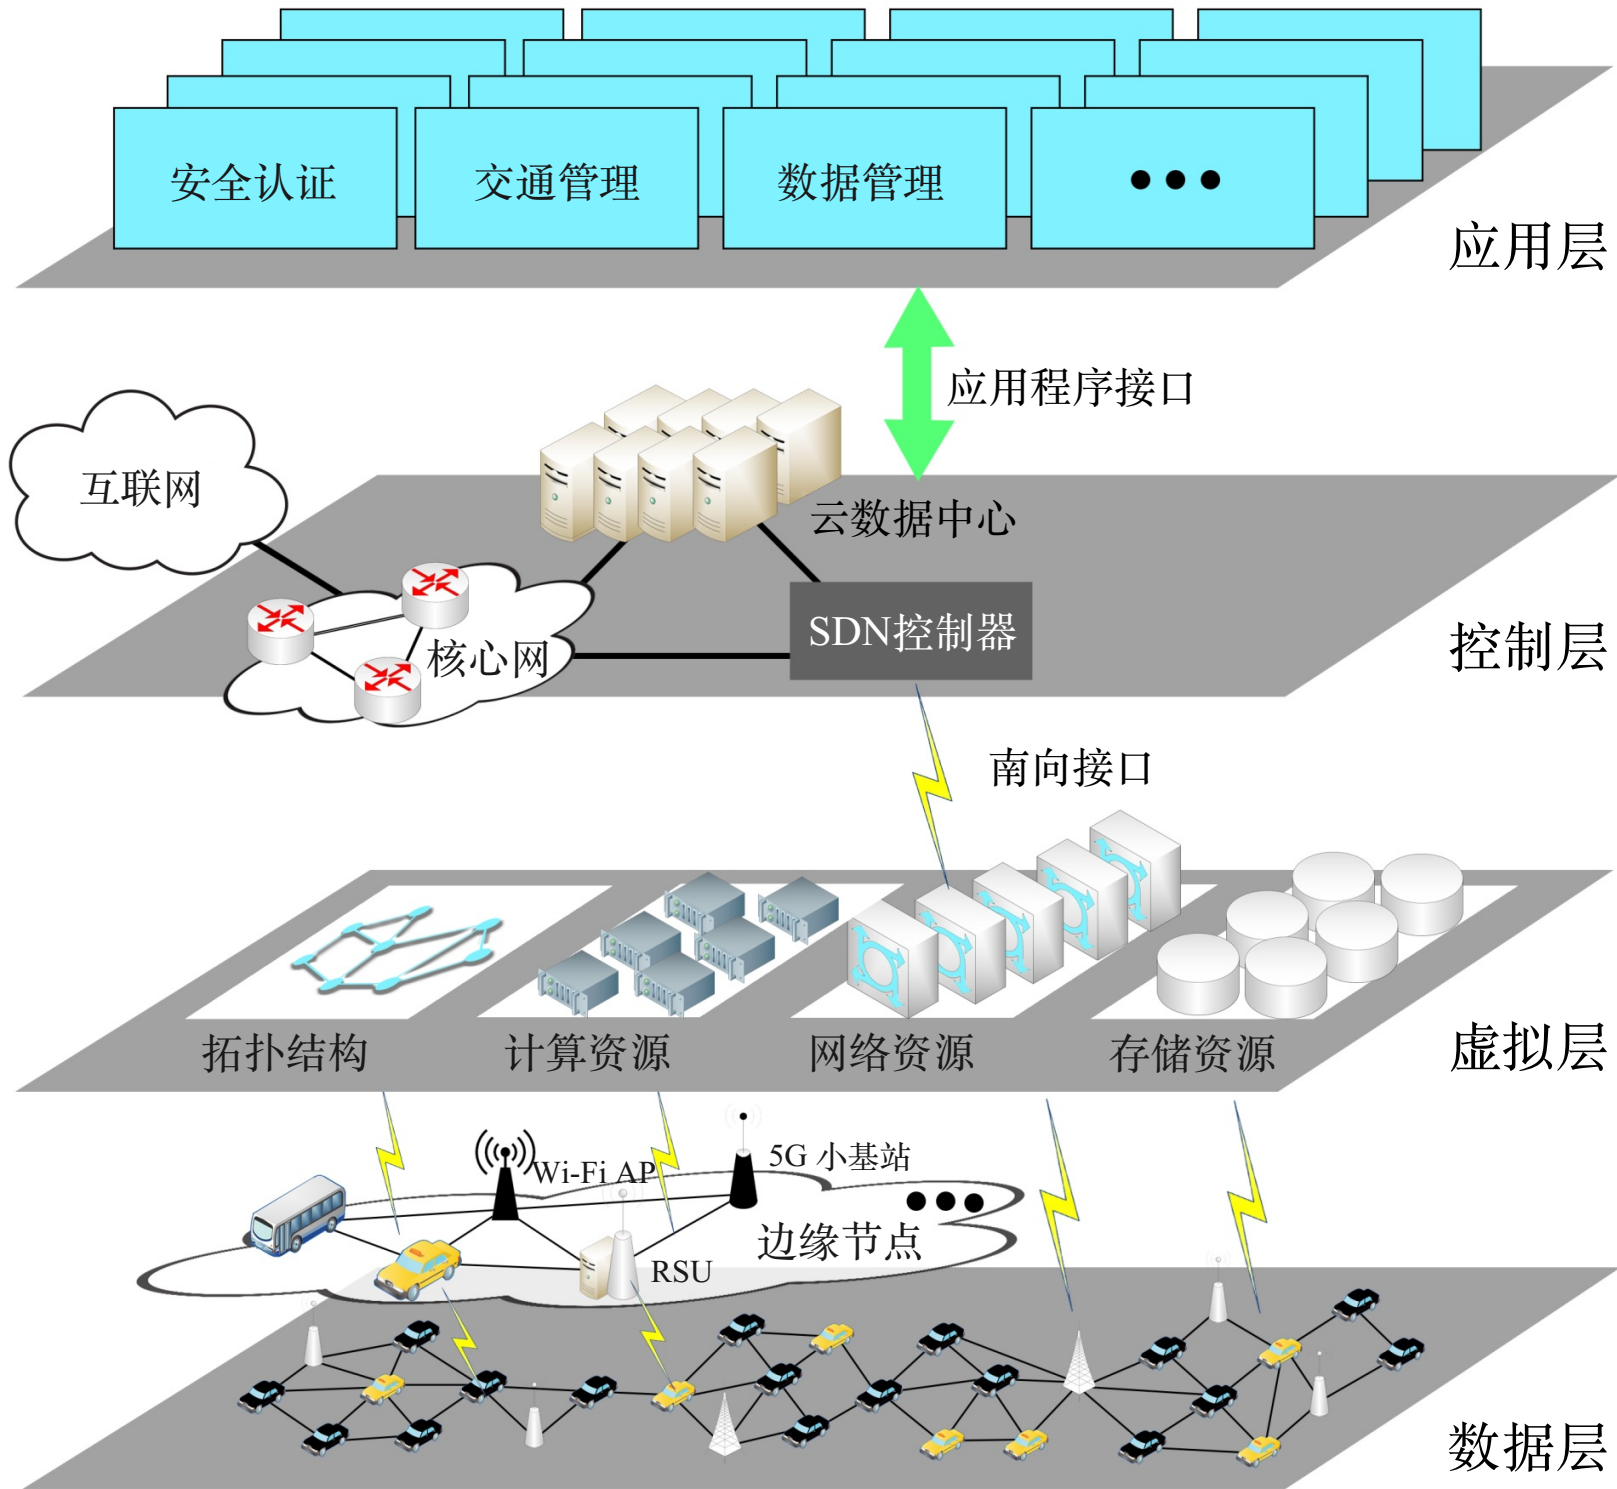 安全认证
交通管理
数据管理
•••
应用层
应用程序接口
互联网
云数据中心
SDN控制器
核心网
控制层
南向接口
拓扑结构
计算资源
网络资源
存储资源
虚拟层
Wi-Fi AP
5G 小基站
•••
边缘节点
RSU
数据层